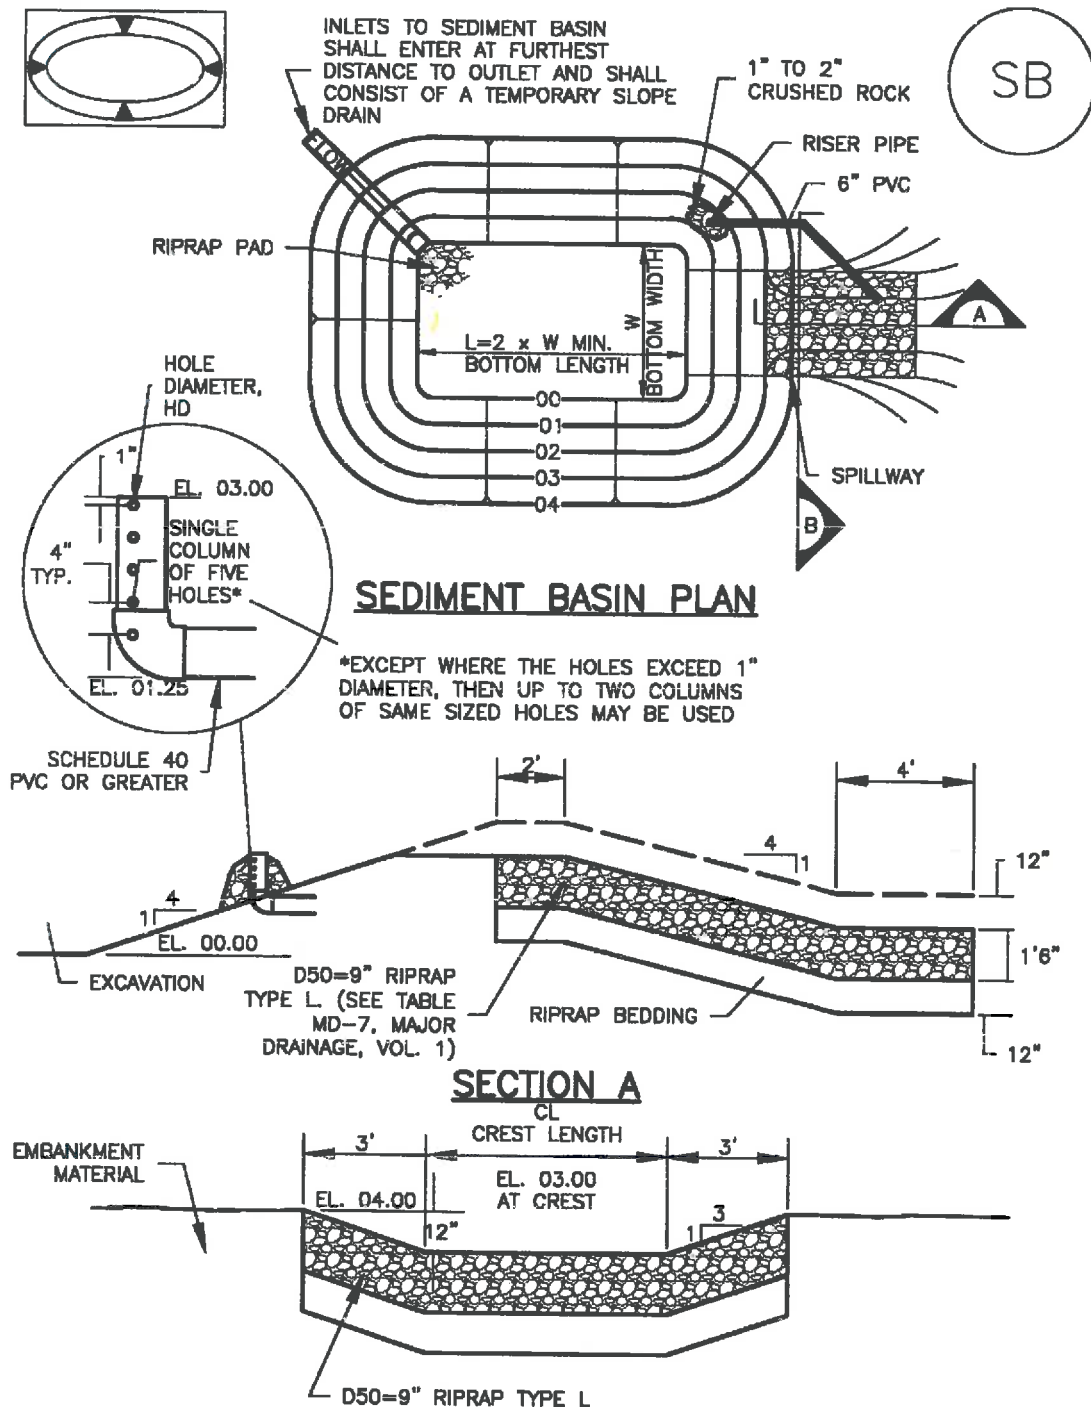 INLETS TO SEDIMENT BASIN
SHALL ENTER AT FURTHEST
DISTANCE TO OUTLET AND SHALL
CONSIST OF A TEMPORARY SLOPE
DRAIN
1" TO 2"
CRUSHED ROCK
SB
RISER PIPE
6" PVC
FLOW
RIPRAP PAD
BOTTOM WIDTH
W
A
L=2 x W MIN.
BOTTOM LENGTH
00
01
02
03
04
SPILLWAY
B
HOLE
DIAMETER,
HD
1"
EL. 03.00
4"
TYP.
SINGLE
COLUMN
OF FIVE
HOLES*
EL. 01.25
SEDIMENT BASIN PLAN
*EXCEPT WHERE THE HOLES EXCEED 1"
DIAMETER, THEN UP TO TWO COLUMNS
OF SAME SIZED HOLES MAY BE USED
SCHEDULE 40
PVC OR GREATER
2'
4'
4
1
12"
4
1
EL. 00.00
EXCAVATION
1'6"
D50=9" RIPRAP
TYPE L. (SEE TABLE
MD-7, MAJOR
DRAINAGE, VOL. 1)
RIPRAP BEDDING
12"
SECTION A
CL
CREST LENGTH
EMBANKMENT
MATERIAL
3'
3'
EL. 04.00
EL. 03.00
AT CREST
12"
3
1
D50=9" RIPRAP TYPE L